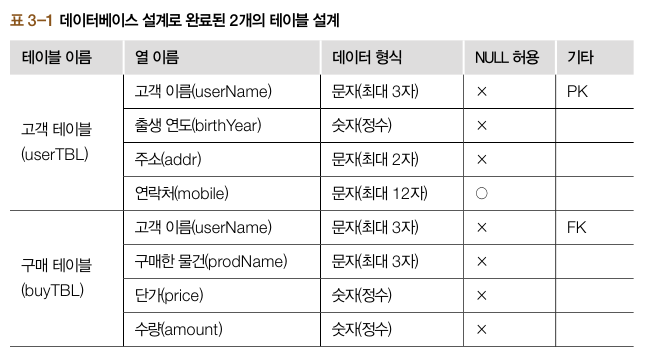 표 3-1 데이터베이스 설계로 완료된 2개의 테이블 설계
테이블 이름 열 이름 데이터 형식 NULL 허용 기타
고객 테이블
(userTBL)
고객 이름(userName) 문자(최대 3자) × PK
출생 연도(birthYear) 숫자(정수) ×
주소(addr) 문자(최대 2자) ×
연락처(mobile) 문자(최대 12자) ○
구매 테이블
(buyTBL)
고객 이름(userName) 문자(최대 3자) × FK
구매한 물건(prodName) 문자(최대 3자) ×
단가(price) 숫자(정수) ×
수량(amount) 숫자(정수) ×